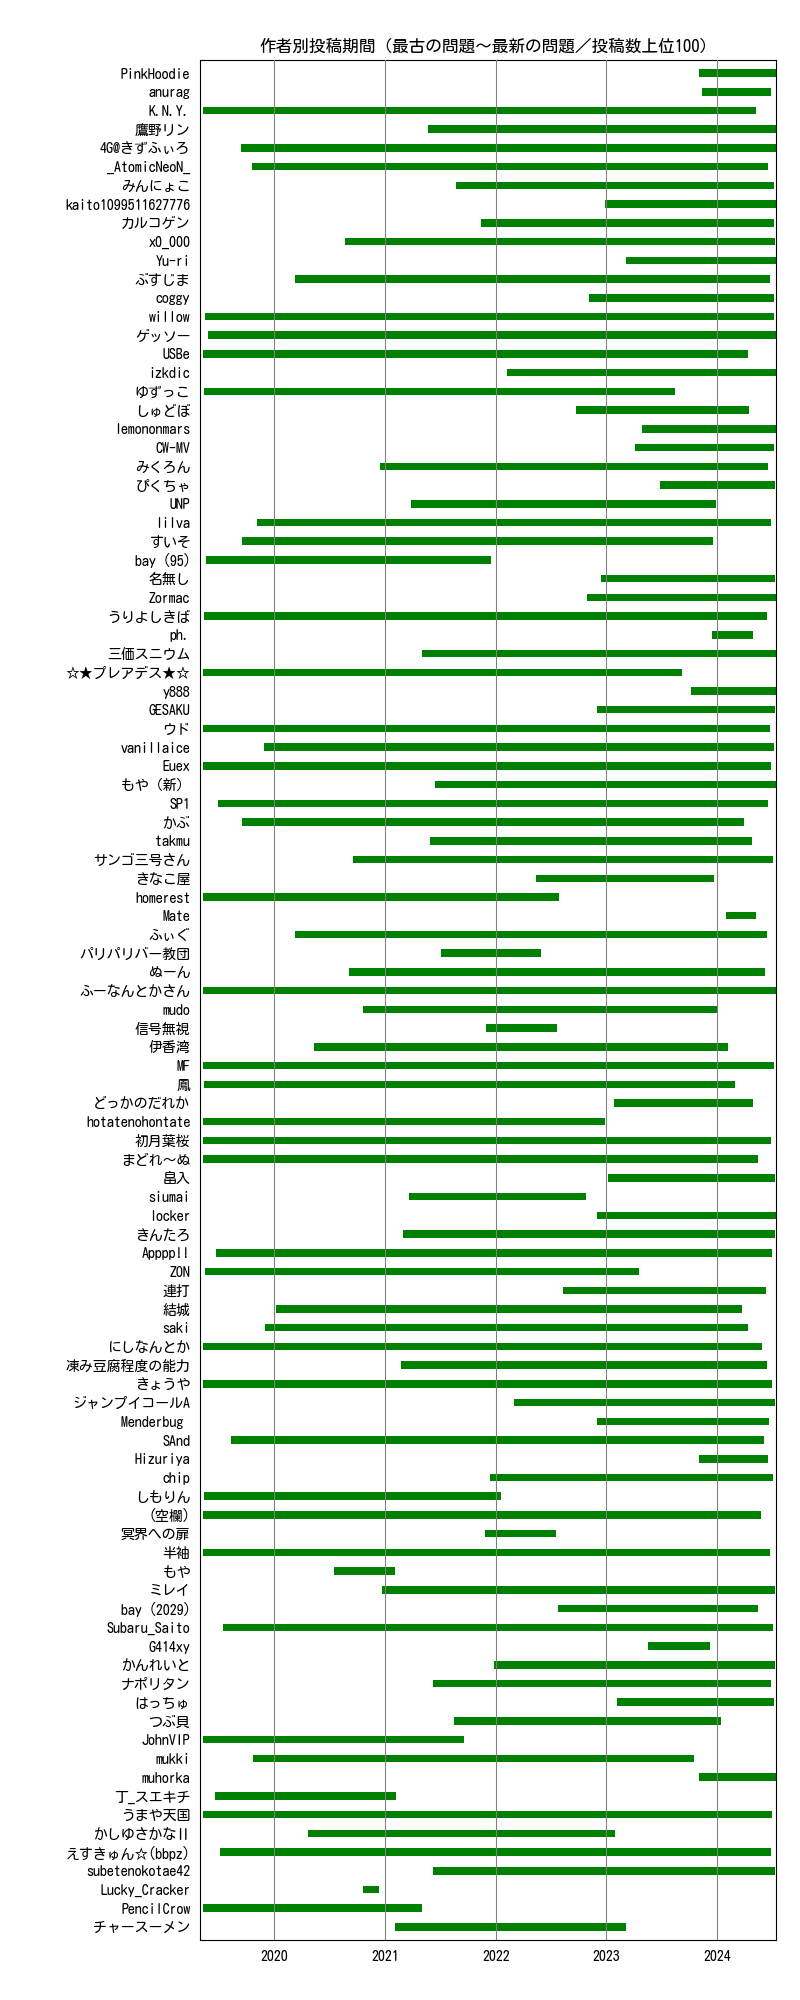 作者別投稿期間（最古の問題～最新の問題／投稿数上位100）
PinkHoodie
anurag
K.N.Y.
鷹野リン
4G@きずふぃろ
_AtomicNeoN_
みんにょこ
kaito1099511627776
カルコゲン
x0_000
Yu-ri
ぶすじま
coggy
willow
ゲッソー
USBe
izkdic
ゆずっこ
しゅどぼ
lemononmars
CW-MV
みくろん
ぴくちゃ
UNP
lilva
すいそ
bay (95)
名無し
Zormac
うりよしきば
ph.
三価スニウム
☆★プレアデス★☆
y888
GESAKU
ウド
vanillaice
Euex
もや（新）
SP1
かぶ
takmu
サンゴ三号さん
きなこ屋
homerest
Mate
ふぃぐ
パリパリバー教団
ぬーん
ふーなんとかさん
mudo
信号無視
伊香湾
MF
鳳
どっかのだれか
hotatenohontate
初月葉桜
まどれ～ぬ
畠入
siumai
locker
きんたろ
Appppll
ZON
連打
結城
saki
にしなんとか
凍み豆腐程度の能力
きょうや
ジャンプイコールA
Menderbug
SAnd
Hizuriya
chip
しもりん
(空欄)
冥界への扉
半袖
もや
ミレイ
bay (2029)
Subaru_Saito
G414xy
かんれいと
ナポリタン
はっちゅ
つぶ貝
JohnVIP
mukki
muhorka
丁_スエキチ
うまや天国
かしゆさかなII
えすきゅん☆(bbpz)
subetenokotae42
Lucky_Cracker
PencilCrow
チャースーメン
2020 2021 2022 2023 2024